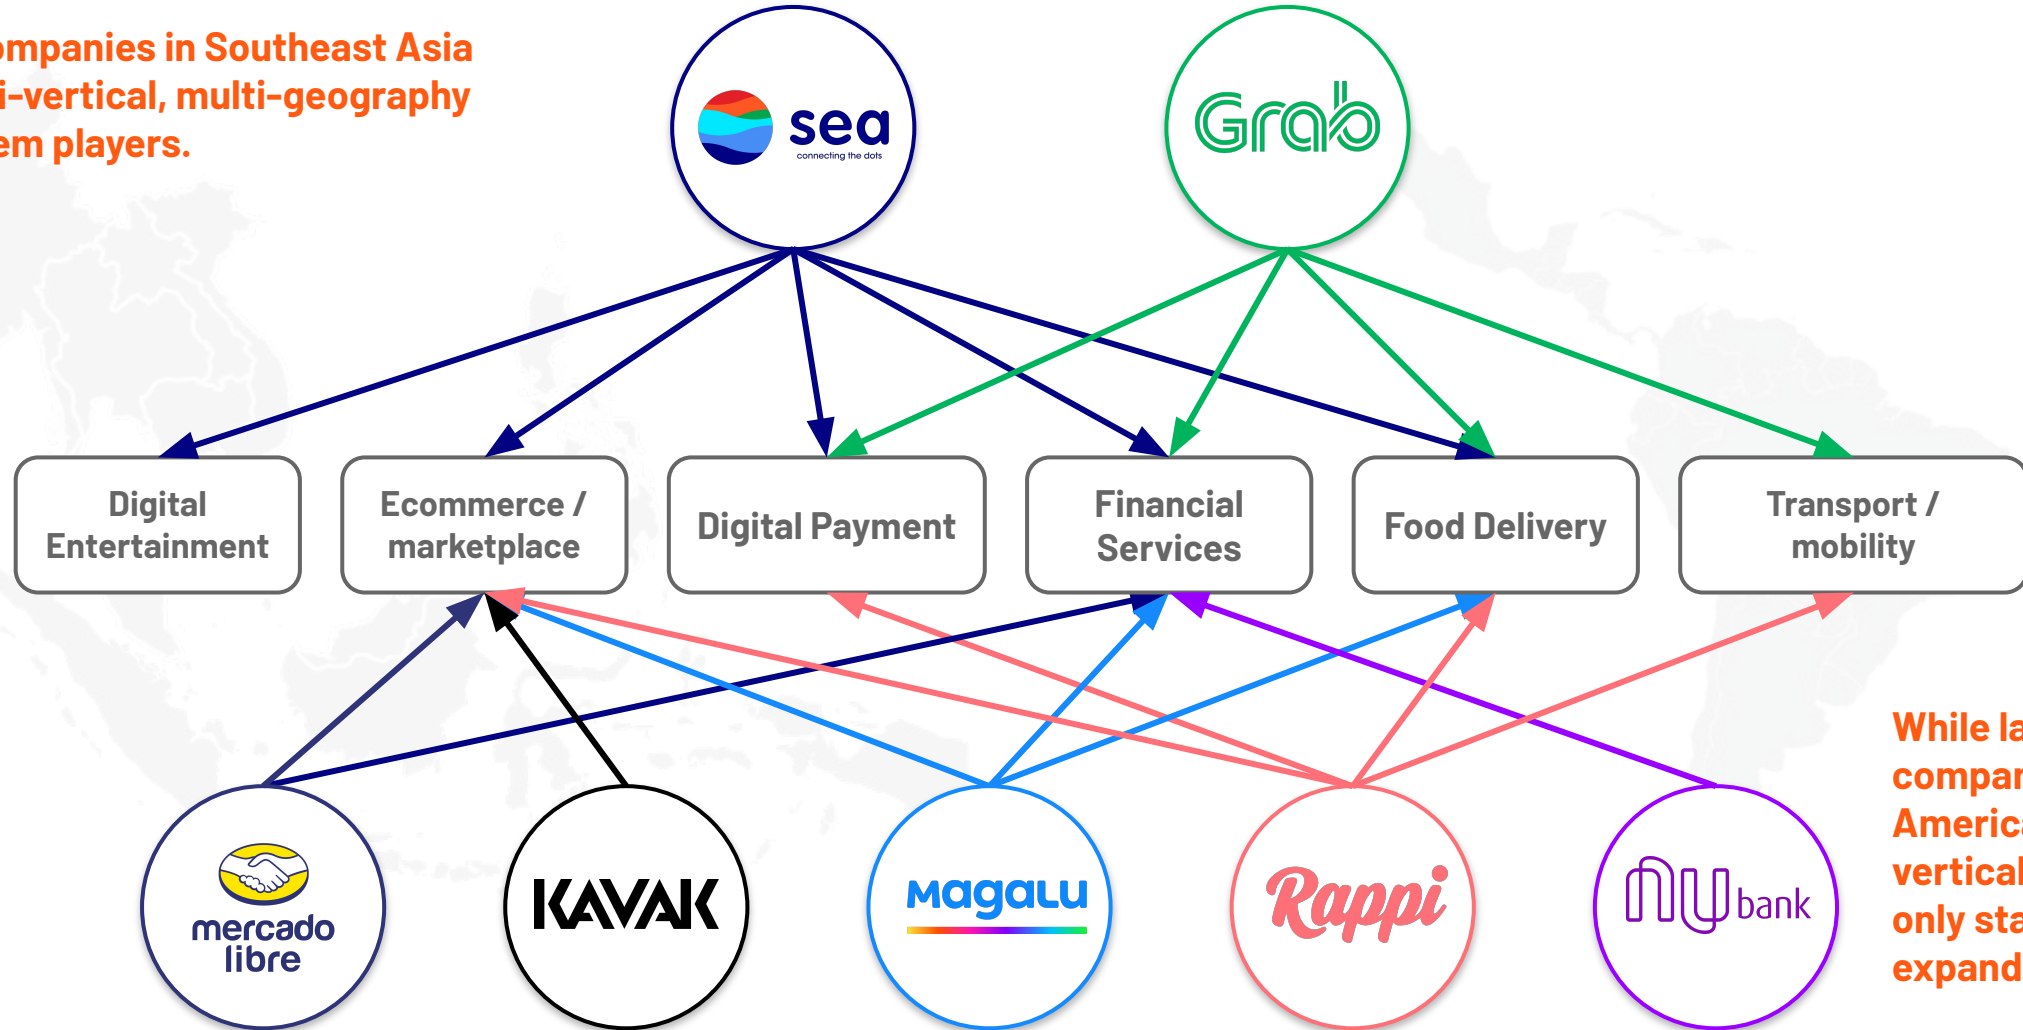 ompanies in Southeast Asia
i-vertical, multi-geography
em players.
sea
connecting the dots
Grab
Digital
Entertainment
Ecommerce /
marketplace
Digital Payment
Financial
Services
Food Delivery
Transport /
mobility
mercado
libre
KAVAK
Magalu
Rappi
nu bank
While la
compar
America
vertical
only sta
expand